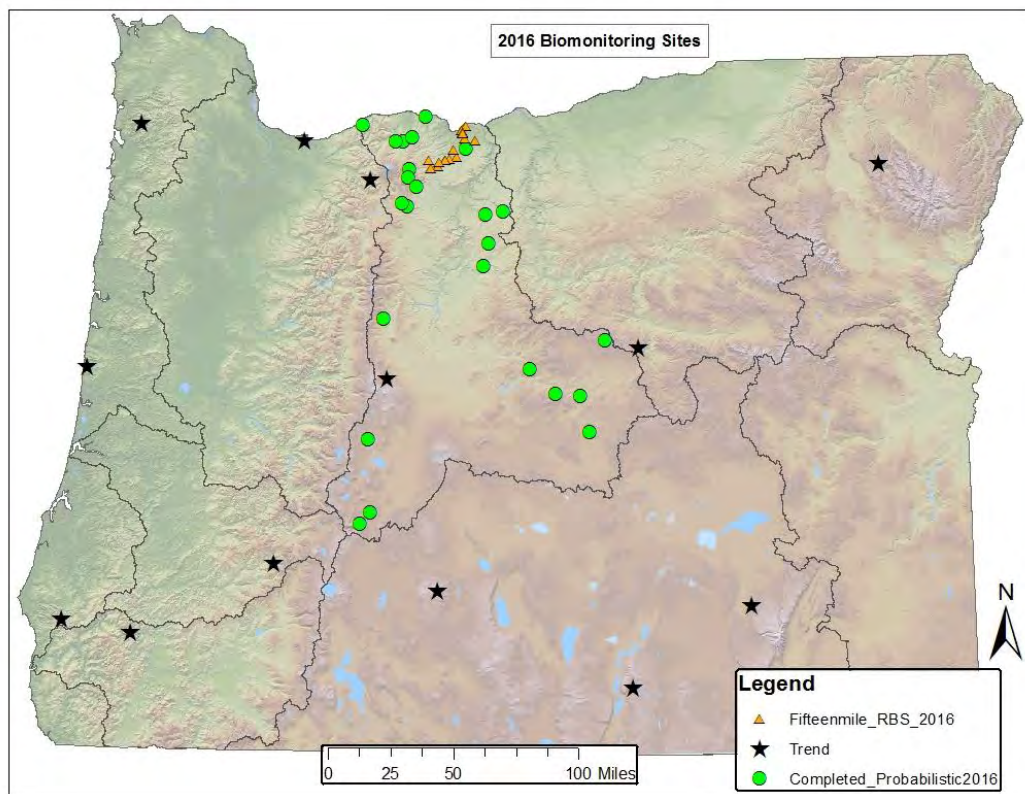 2016 Biomonitoring Sites
N
Legend
Fifteenmile_RBS_2016
Trend
Completed_Probabilistic2016
0 25 50 100 Miles